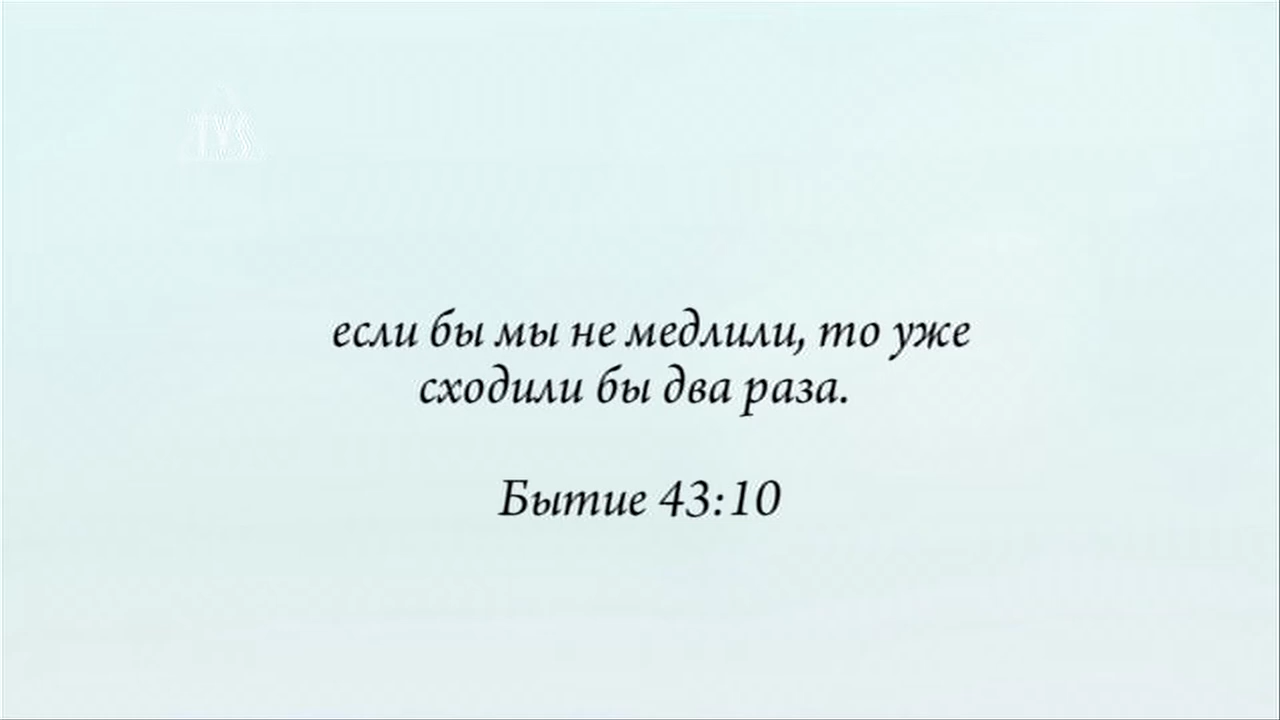 если бы мы не медлили, то уже
сходили бы два раза.
Бытие 43:10